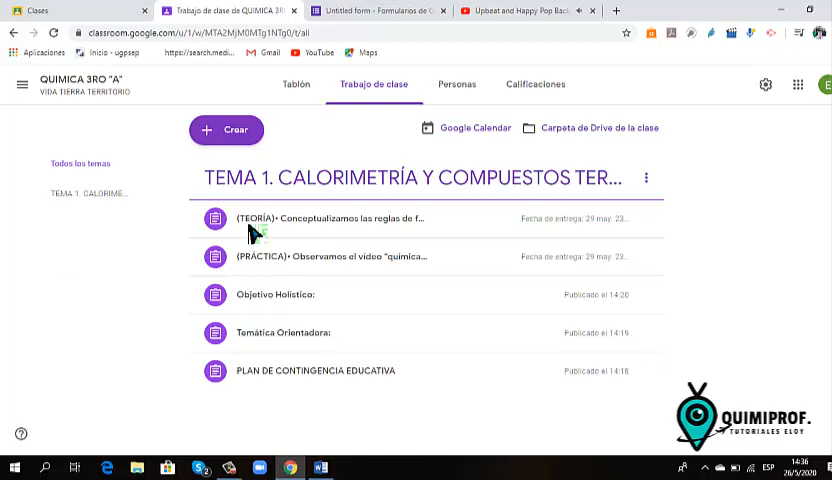 Clases
Trabajo de clase de QUIMICA 3R
Untitled form - Formularios de G
Upbeat and Happy Pop Back
classroom.google.com/u/1/w/MTA2MjM0MTg1NTg0/t/all
Aplicaciones
Inicio - ugpsep
https://search.medi...
Gmail
YouTube
Maps
QUIMICA 3RO "A"
VIDA TIERRA TERRITORIO
Tablón
Trabajo de clase
Personas
Calificaciones
E
Crear
Google Calendar
Carpeta de Drive de la clase
Todos los temas
TEMA 1. CALORIME...
TEMA 1. CALORIMETRÍA Y COMPUESTOS TER...
(TEORÍA)• Conceptualizamos las reglas de f...
Fecha de entrega: 29 may. 23...
(PRÁCTICA)• Observamos el vídeo "química...
Fecha de entrega: 29 may. 23...
Objetivo Holístico:
Publicado el 14:20
Temática Orientadora:
Publicado el 14:19
PLAN DE CONTINGENCIA EDUCATIVA
Publicado el 14:18
QUIMIPROF.
TUTORIALES ELOY
ESP
14:36
26/5/2020